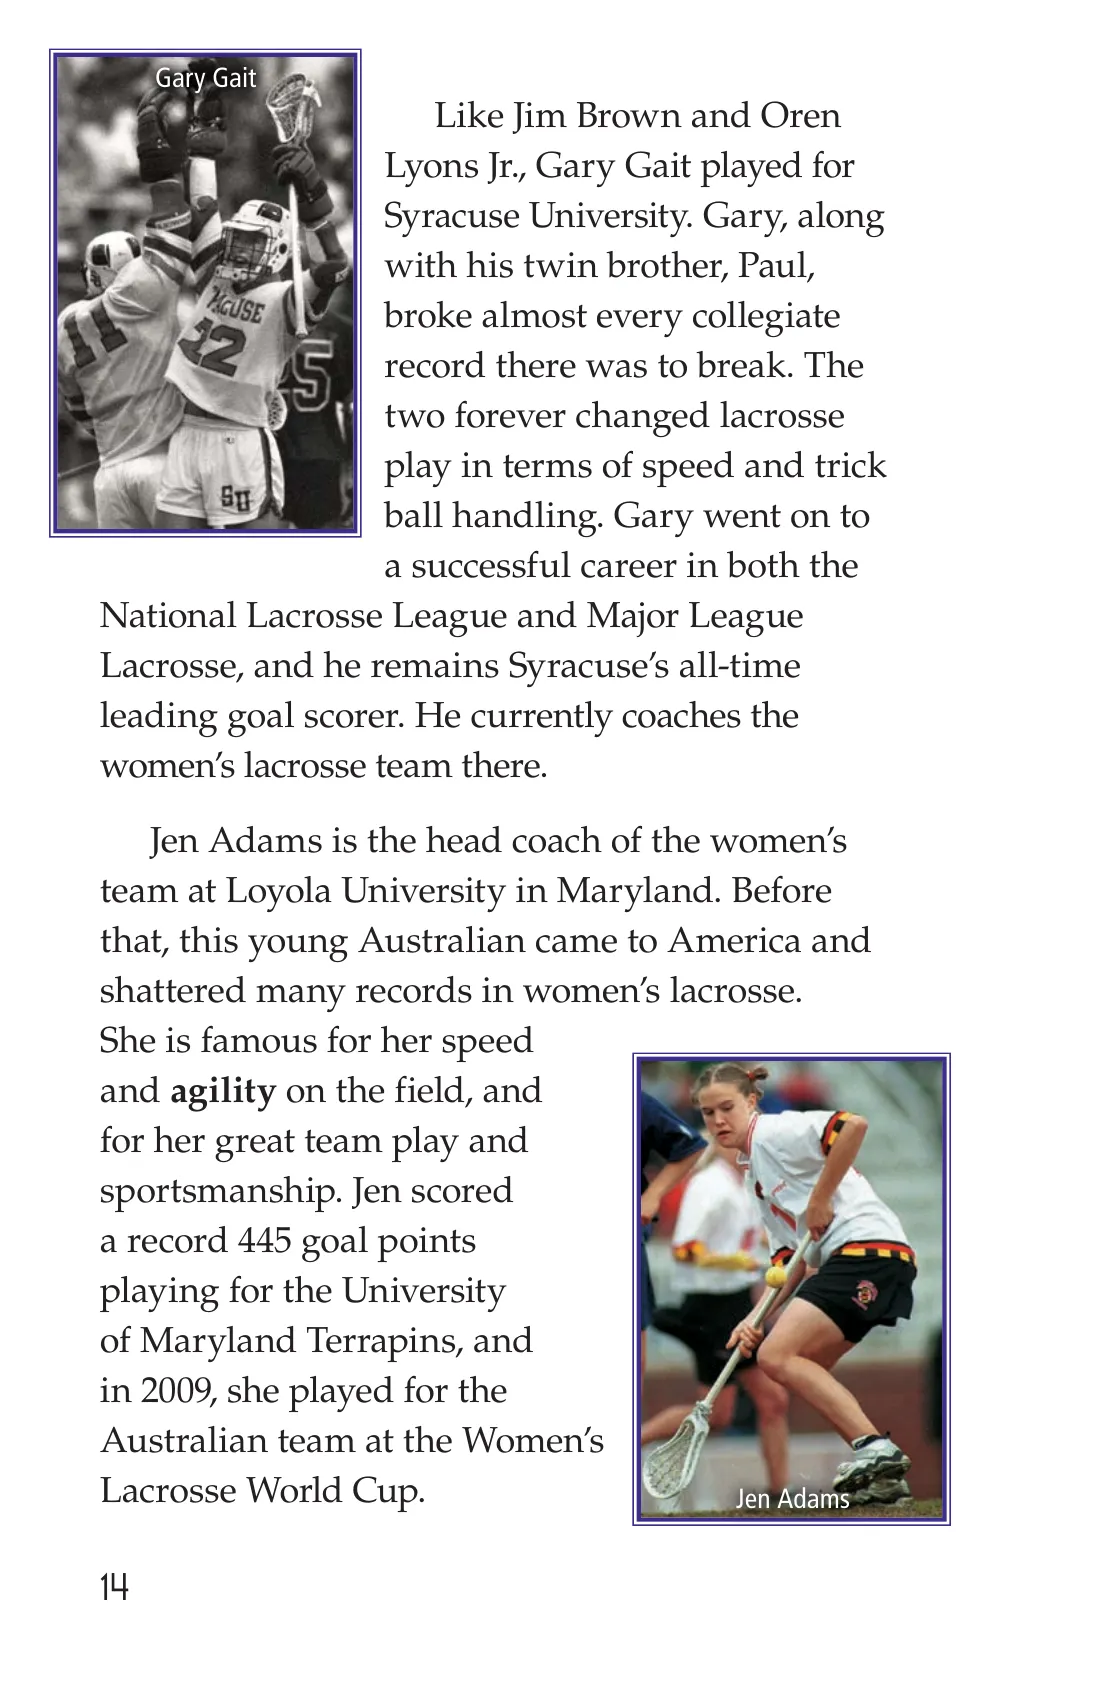 Gary Gait
Like Jim Brown and Oren
Lyons Jr., Gary Gait played for
Syracuse University. Gary, along
with his twin brother, Paul,
broke almost every collegiate
record there was to break. The
two forever changed lacrosse
play in terms of speed and trick
ball handling. Gary went on to
a successful career in both the
National Lacrosse League and Major League
Lacrosse, and he remains Syracuse’s all-time
leading goal scorer. He currently coaches the
women’s lacrosse team there.
Jen Adams is the head coach of the women’s
team at Loyola University in Maryland. Before
that, this young Australian came to America and
shattered many records in women’s lacrosse.
She is famous for her speed
and agility on the field, and
for her great team play and
sportsmanship. Jen scored
a record 445 goal points
playing for the University
of Maryland Terrapins, and
in 2009, she played for the
Australian team at the Women’s
Lacrosse World Cup.
Jen Adams
14
11
22
SU
5